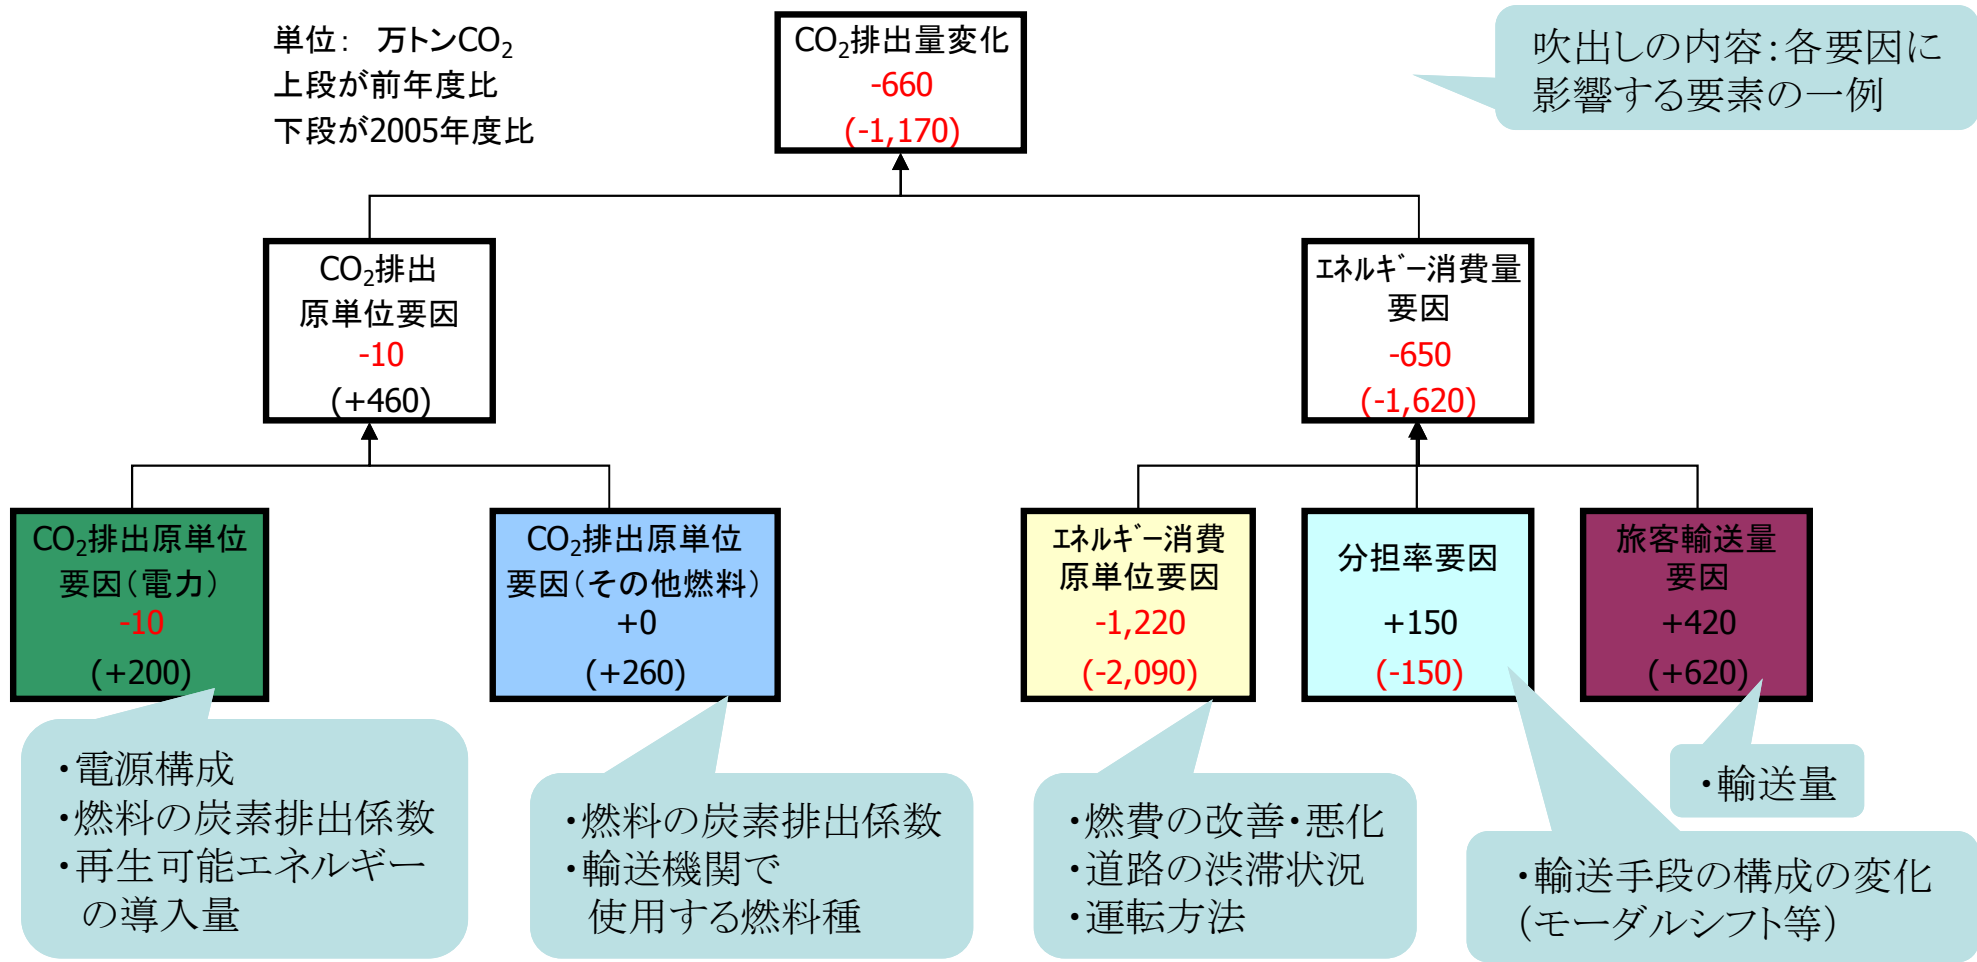 単位： 万トンCO₂
上段が前年度比
下段が2005年度比
CO₂排出量変化
-660
(-1,170)
吹出しの内容：各要因に
影響する要素の一例
CO₂排出
原単位要因
-10
(+460)
ｴﾈﾙｷﾞｰ消費量
要因
-650
(-1,620)
CO₂排出原単位
要因（電力）
-10
(+200)
CO₂排出原単位
要因（その他燃料）
+0
(+260)
ｴﾈﾙｷﾞｰ消費
原単位要因
-1,220
(-2,090)
分担率要因
+150
(-150)
旅客輸送量
要因
+420
(+620)
・電源構成
・燃料の炭素排出係数
・再生可能エネルギー
の導入量
・燃料の炭素排出係数
・輸送機関で
使用する燃料種
・燃費の改善・悪化
・道路の渋滞状況
・運転方法
・輸送量
・輸送手段の構成の変化
（モーダルシフト等）